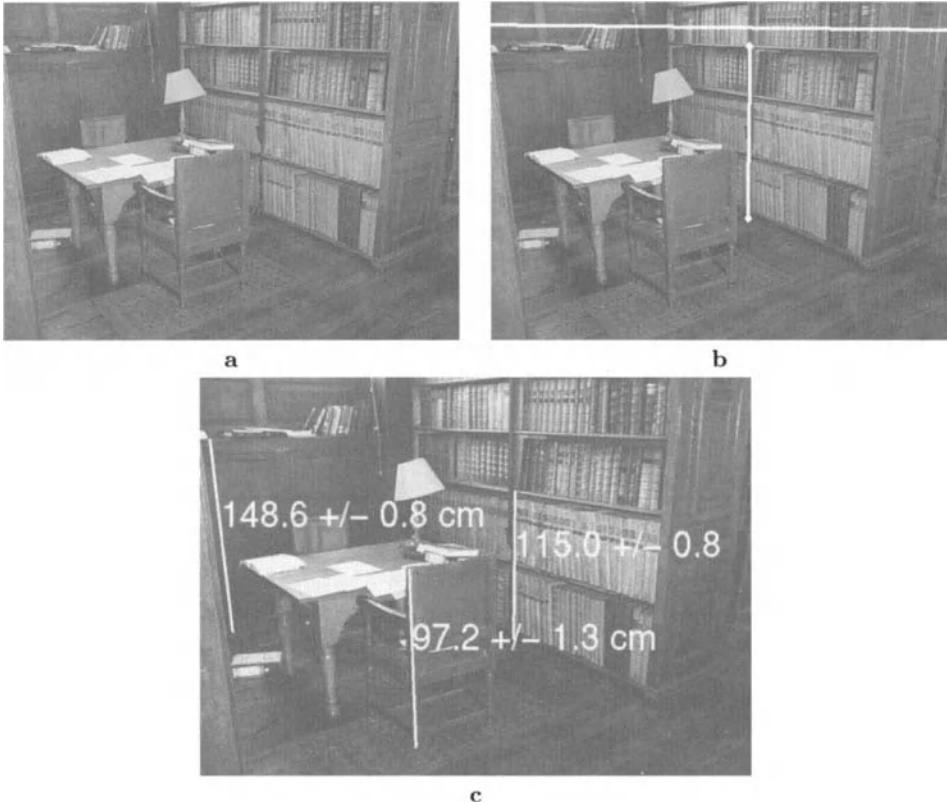 a
b
148.6 +/− 0.8 cm
115.0 +/− 0.8
97.2 +/− 1.3 cm
c